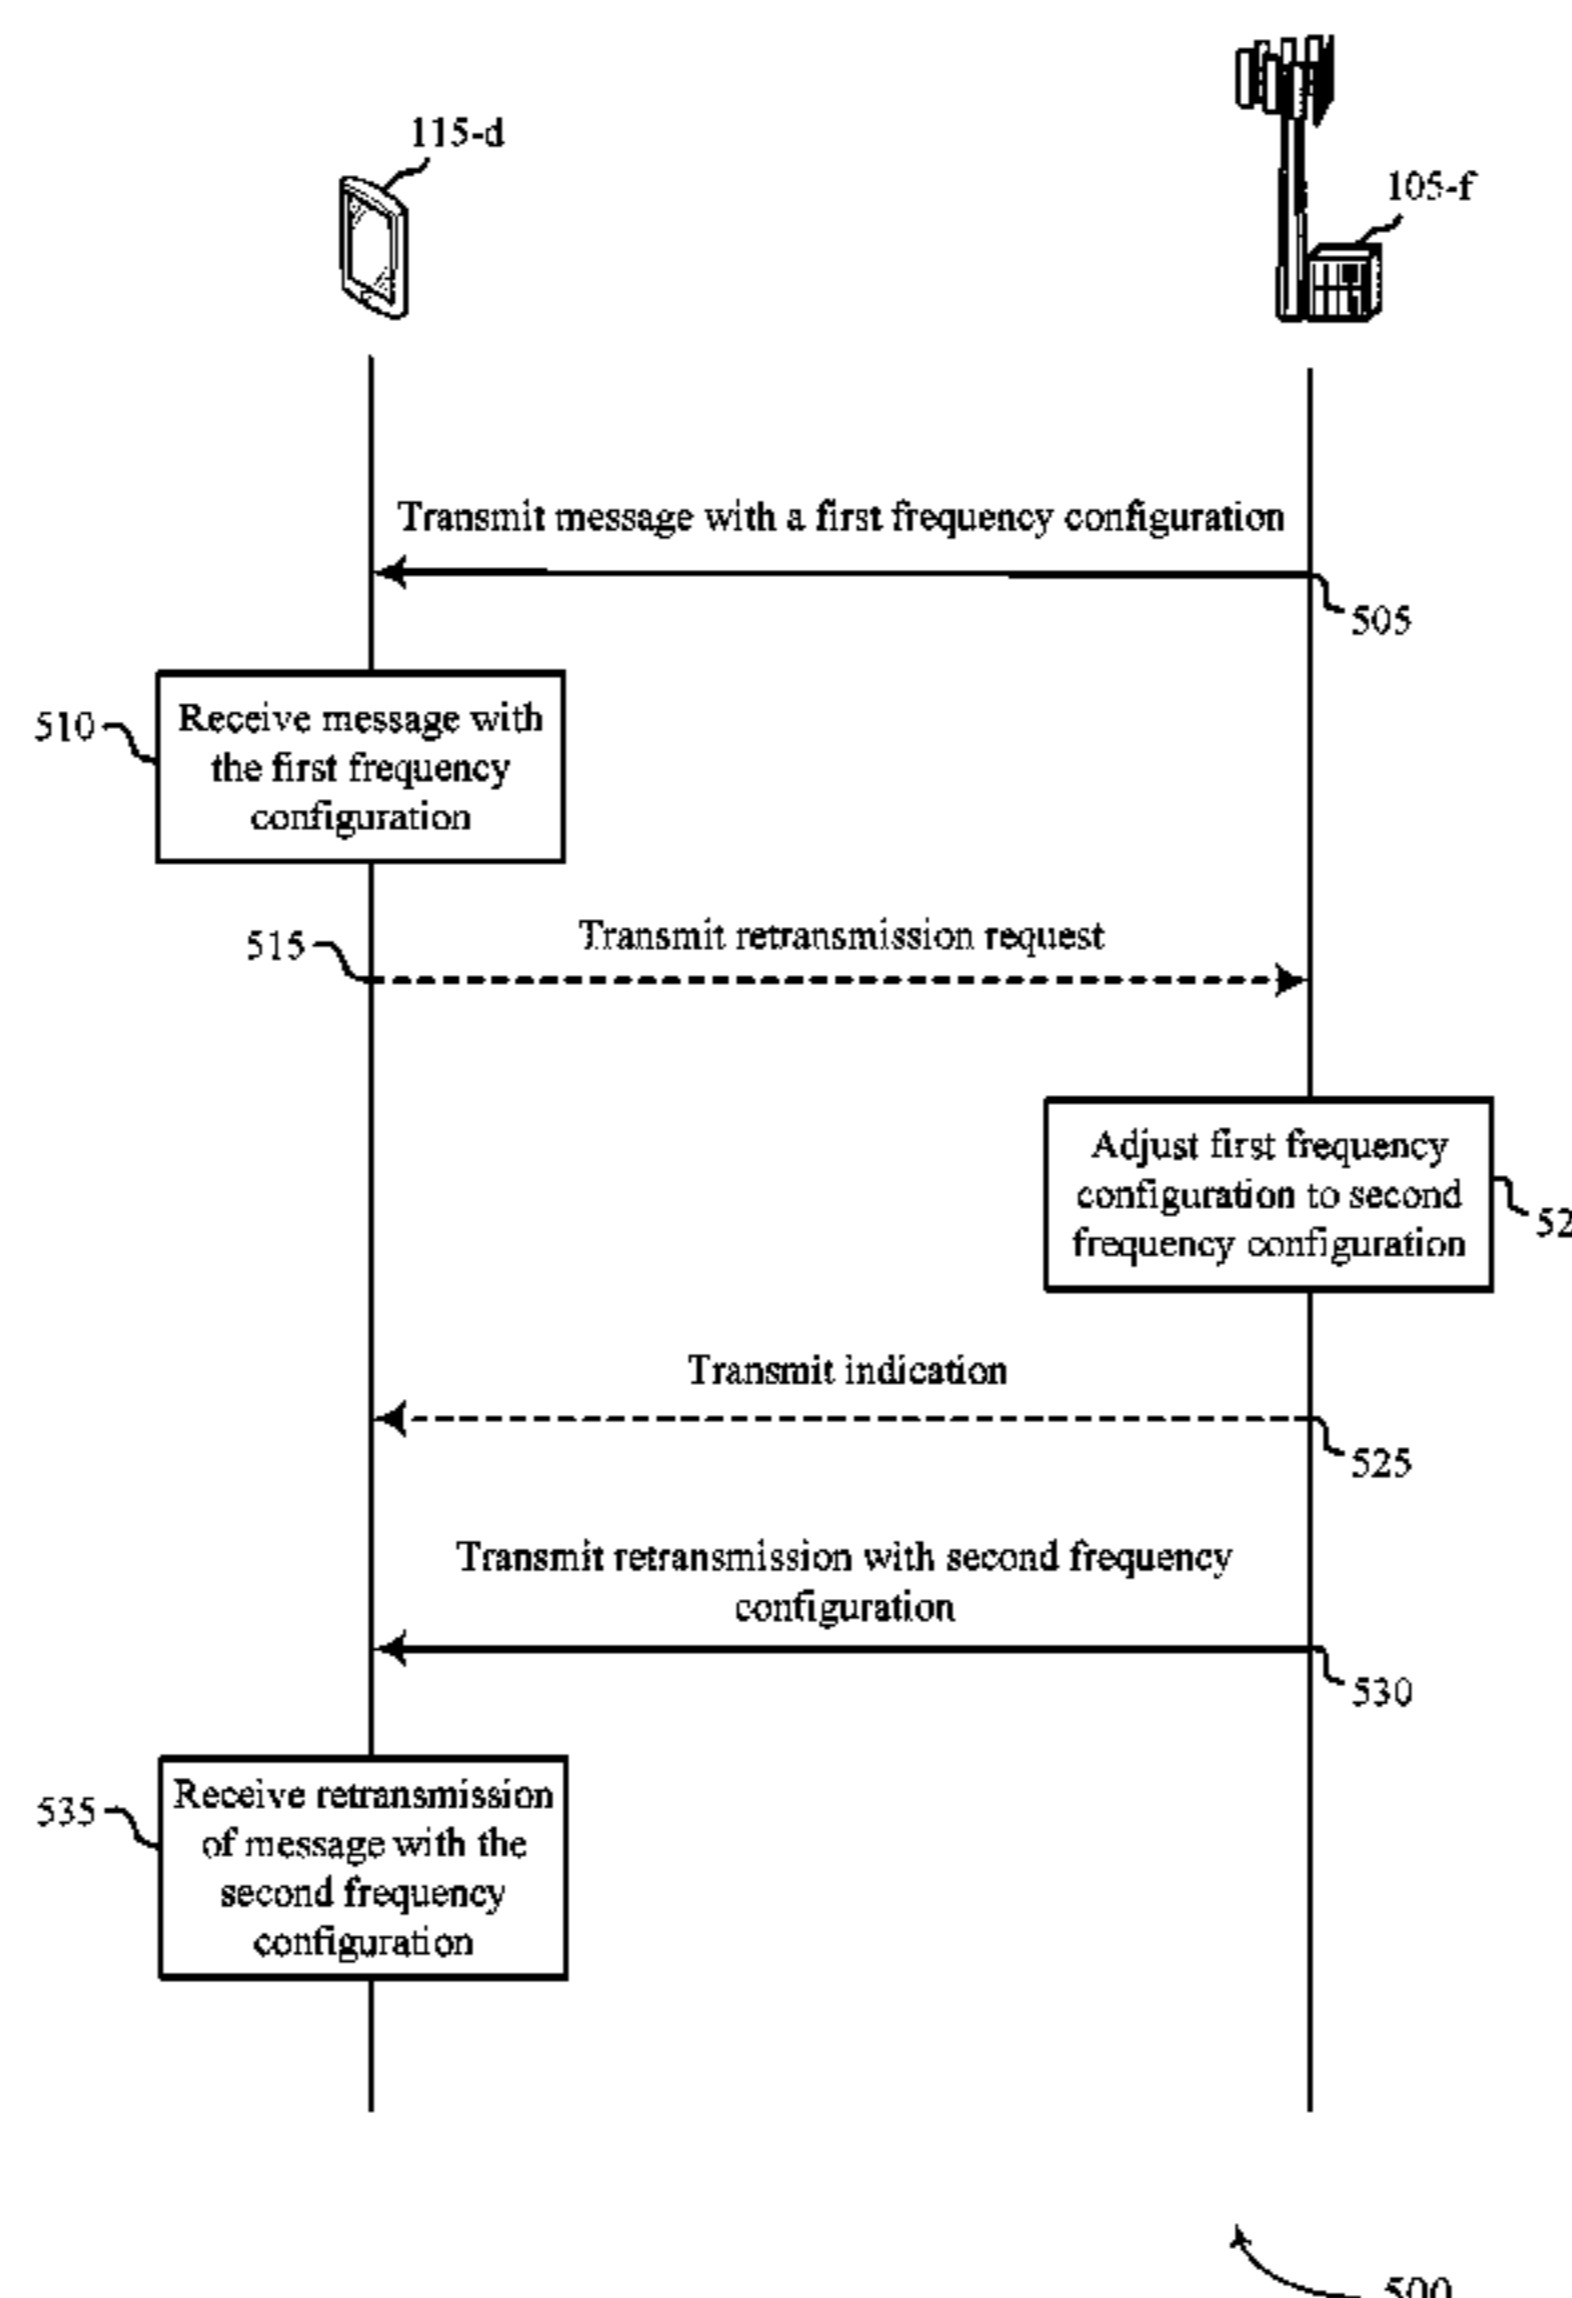 115-d
105-f
Transmit message with a first frequency configuration
505
510
Receive message with
the first frequency
configuration
515
Transmit retransmission request
Adjust first frequency
configuration to second
frequency configuration
52
Transmit indication
525
Transmit retransmission with second frequency
configuration
530
535
Receive retransmission
of message with the
second frequency
configuration
500